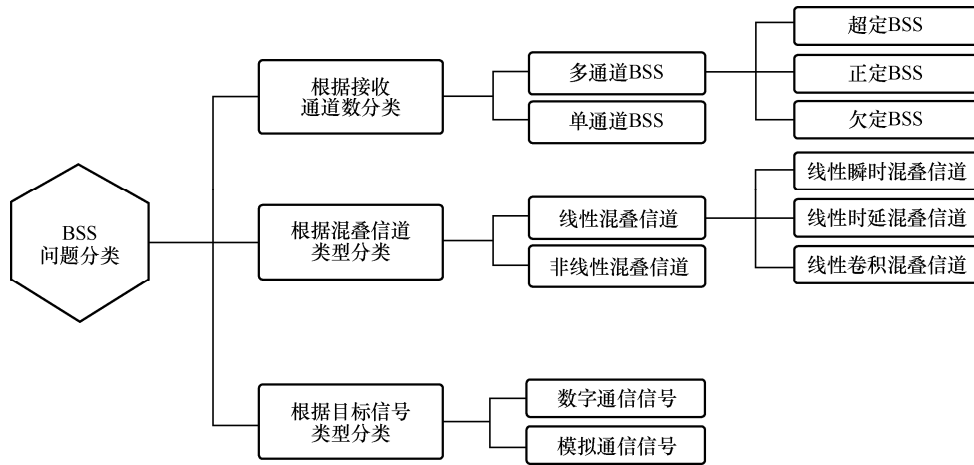 BSS
问题分类
根据接收
通道数分类
多通道BSS
单通道BSS
超定BSS
正定BSS
欠定BSS
根据混叠信道
类型分类
线性混叠信道
非线性混叠信道
线性瞬时混叠信道
线性时延混叠信道
线性卷积混叠信道
根据目标信号
类型分类
数字通信信号
模拟通信信号